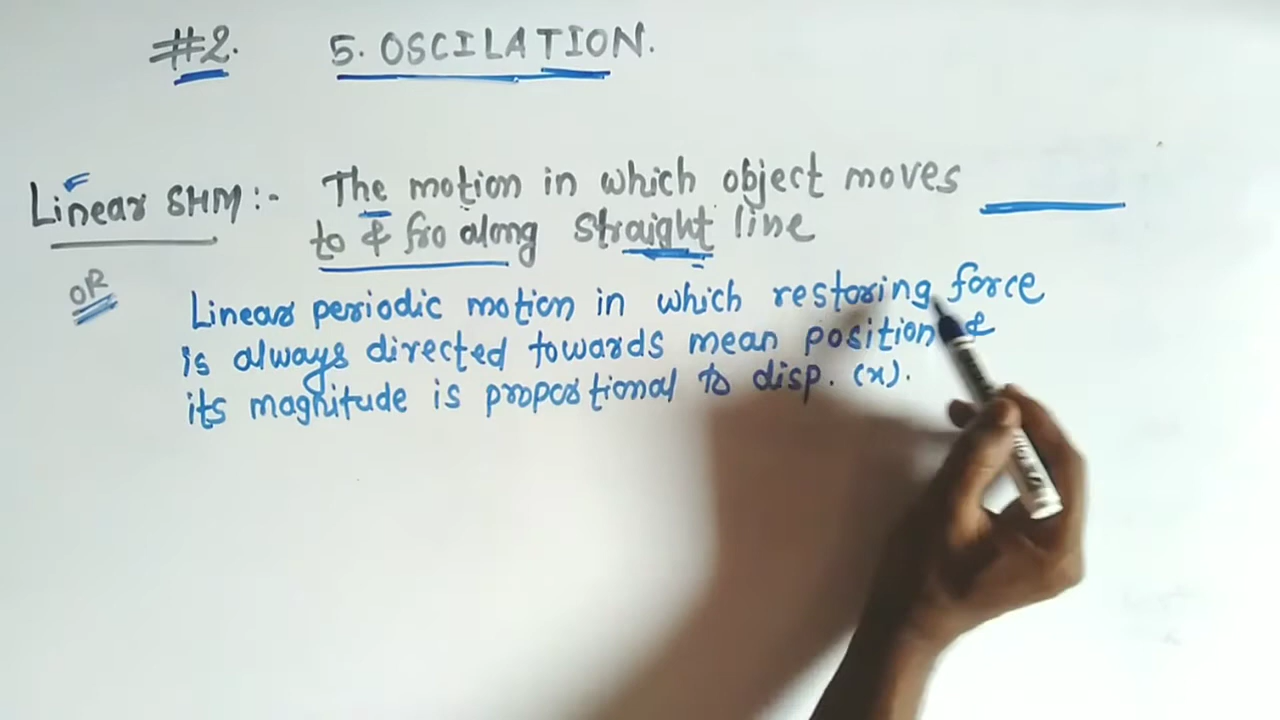 #2. 5. OSCILATION.
Linear SHM :- The motion in which object moves
to & fro along straight line
OR
Linear periodic motion in which restoring force
is always directed towards mean position &
its magnitude is proportional to disp. (x).